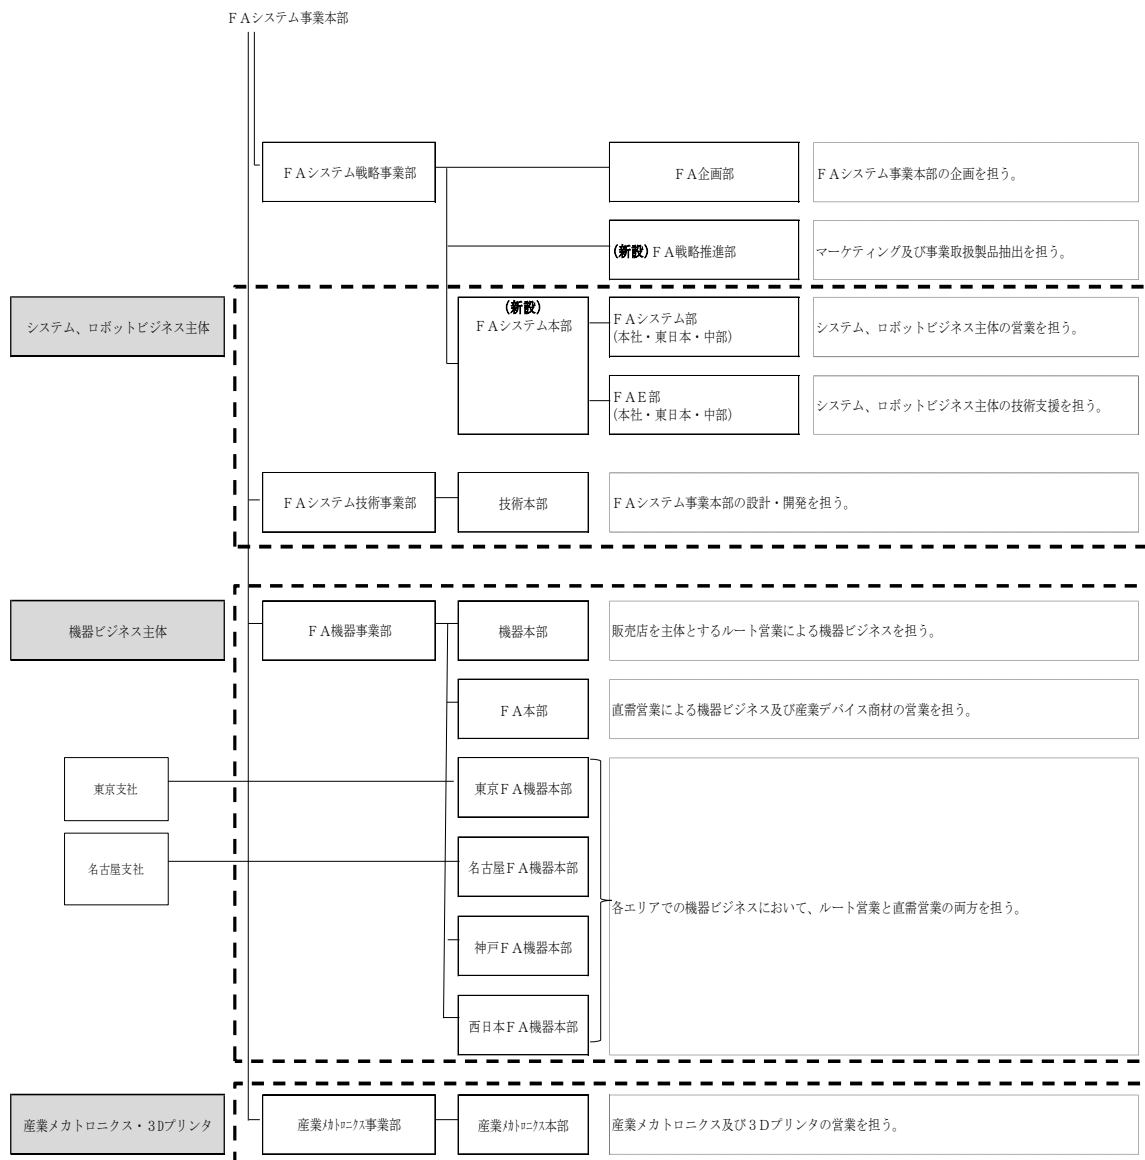 ＦＡシステム事業本部
ＦＡシステム戦略事業部
ＦＡ企画部
ＦＡシステム事業本部の企画を担う。
(新設)ＦＡ戦略推進部
マーケティング及び事業取扱製品抽出を担う。
システム、ロボットビジネス主体
(新設)
ＦＡシステム本部
ＦＡシステム部
(本社・東日本・中部)
システム、ロボットビジネス主体の営業を担う。
ＦＡＥ部
(本社・東日本・中部)
システム、ロボットビジネス主体の技術支援を担う。
ＦＡシステム技術事業部
技術本部
ＦＡシステム事業本部の設計・開発を担う。
機器ビジネス主体
ＦＡ機器事業部
機器本部
販売店を主体とするルート営業による機器ビジネスを担う。
ＦＡ本部
直需営業による機器ビジネス及び産業デバイス商材の営業を担う。
東京支社
東京ＦＡ機器本部
名古屋支社
名古屋ＦＡ機器本部
各エリアでの機器ビジネスにおいて、ルート営業と直需営業の両方を担う。
神戸ＦＡ機器本部
西日本ＦＡ機器本部
産業メカトロニクス・３Dプリンタ
産業ﾒｶﾄﾛﾆｸｽ事業部
産業ﾒｶﾄﾛﾆｸｽ本部
産業メカトロニクス及び３Ｄプリンタの営業を担う。